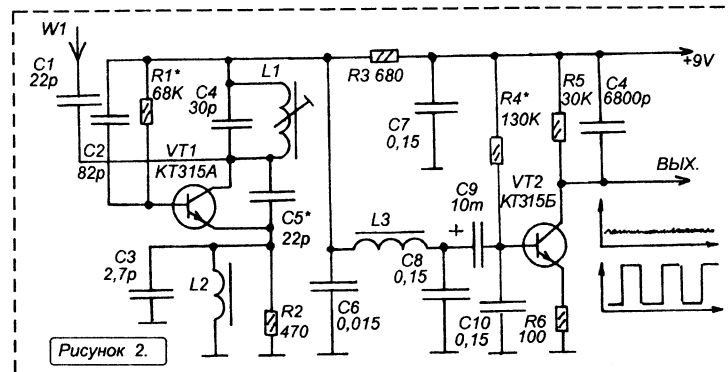 W1
C1
22p
R1*
68K
C4
30p
L1
C2
82p
VT1
КТ315А
C5*
22p
C3
2,7p
L2
R2
470
Рисунок 2.
R3 680
C7
0,15
R4*
130K
R5
30K
C4
6800p
+9V
ВЫХ.
C9
10m
+
VT2
КТ315Б
L3
C8
0,15
C6
0,015
C10
0,15
R6
100